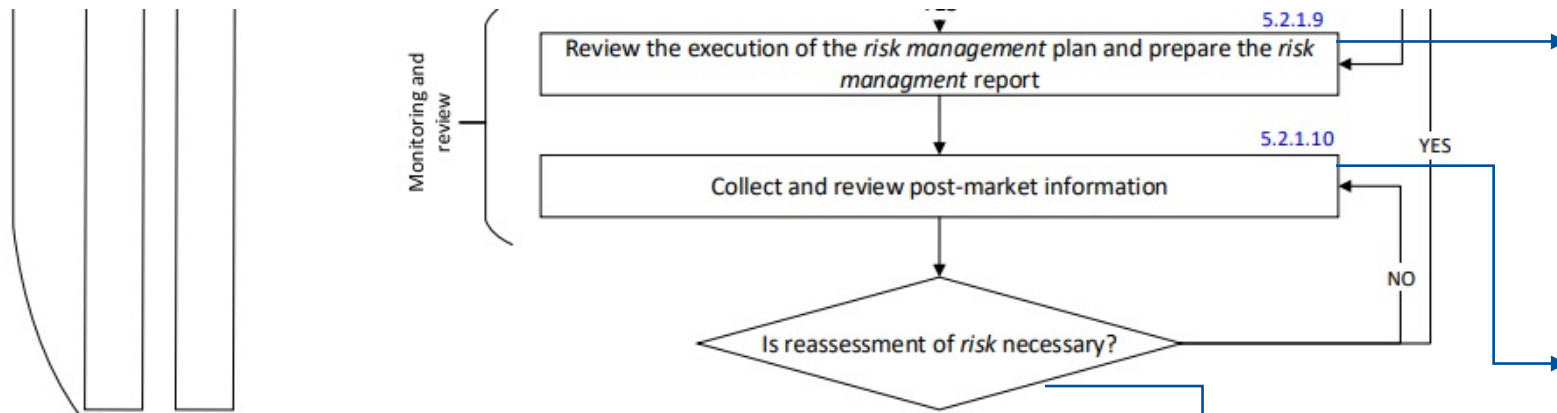 5.2.1.9
Review the execution of the risk management plan and prepare the risk
managment report
Monitoring and
review
5.2.1.10
YES
Collect and review post-market information
NO
Is reassessment of risk necessary?